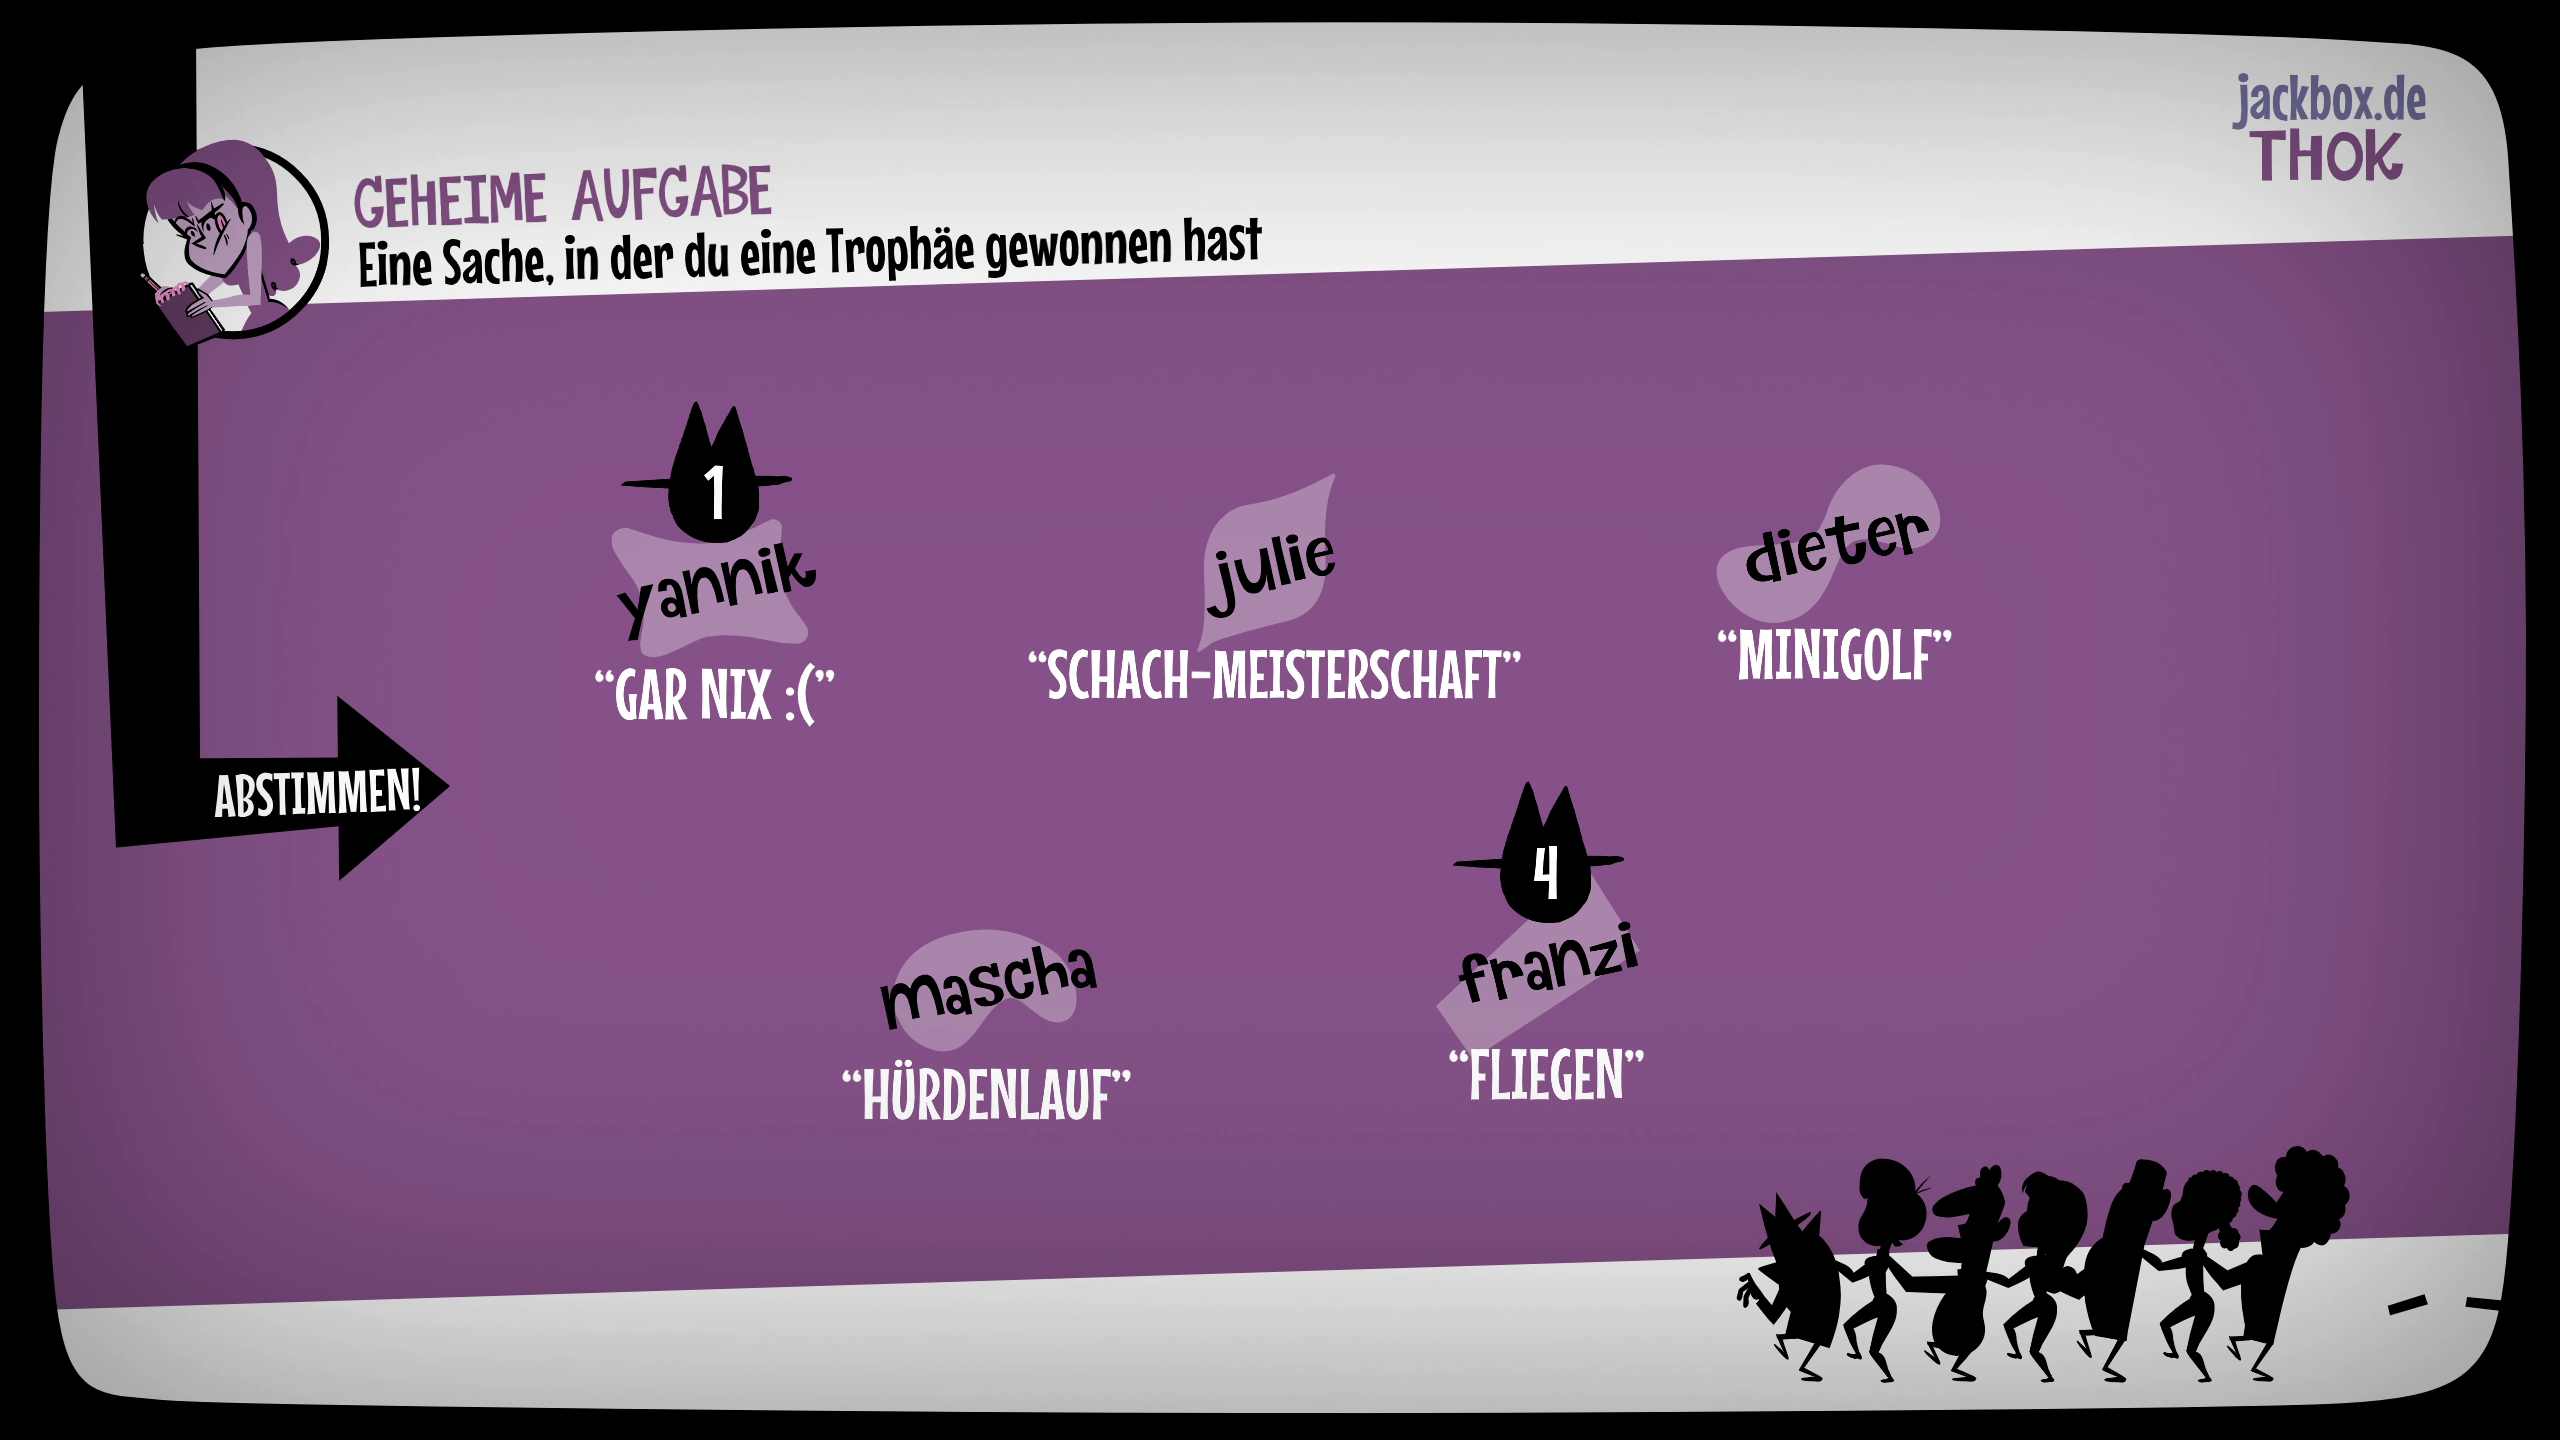 jackbox.de
THOK
GEHEIME AUFGABE
Eine Sache, in der du eine Trophäe gewonnen hast
1
yannik
“GAR NIX :(”
julie
“SCHACH-MEISTERSCHAFT”
dieter
“MINIGOLF”
ABSTIMMEN!
mascha
“HÜRDENLAUF”
4
franzi
“FLIEGEN”